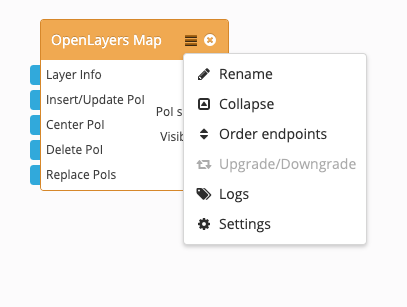 OpenLayers Map
Layer Info
Insert/Update PoI
Center PoI
Delete PoI
Replace PoIs
PoI s
Visib
Rename
Collapse
Order endpoints
Upgrade/Downgrade
Logs
Settings